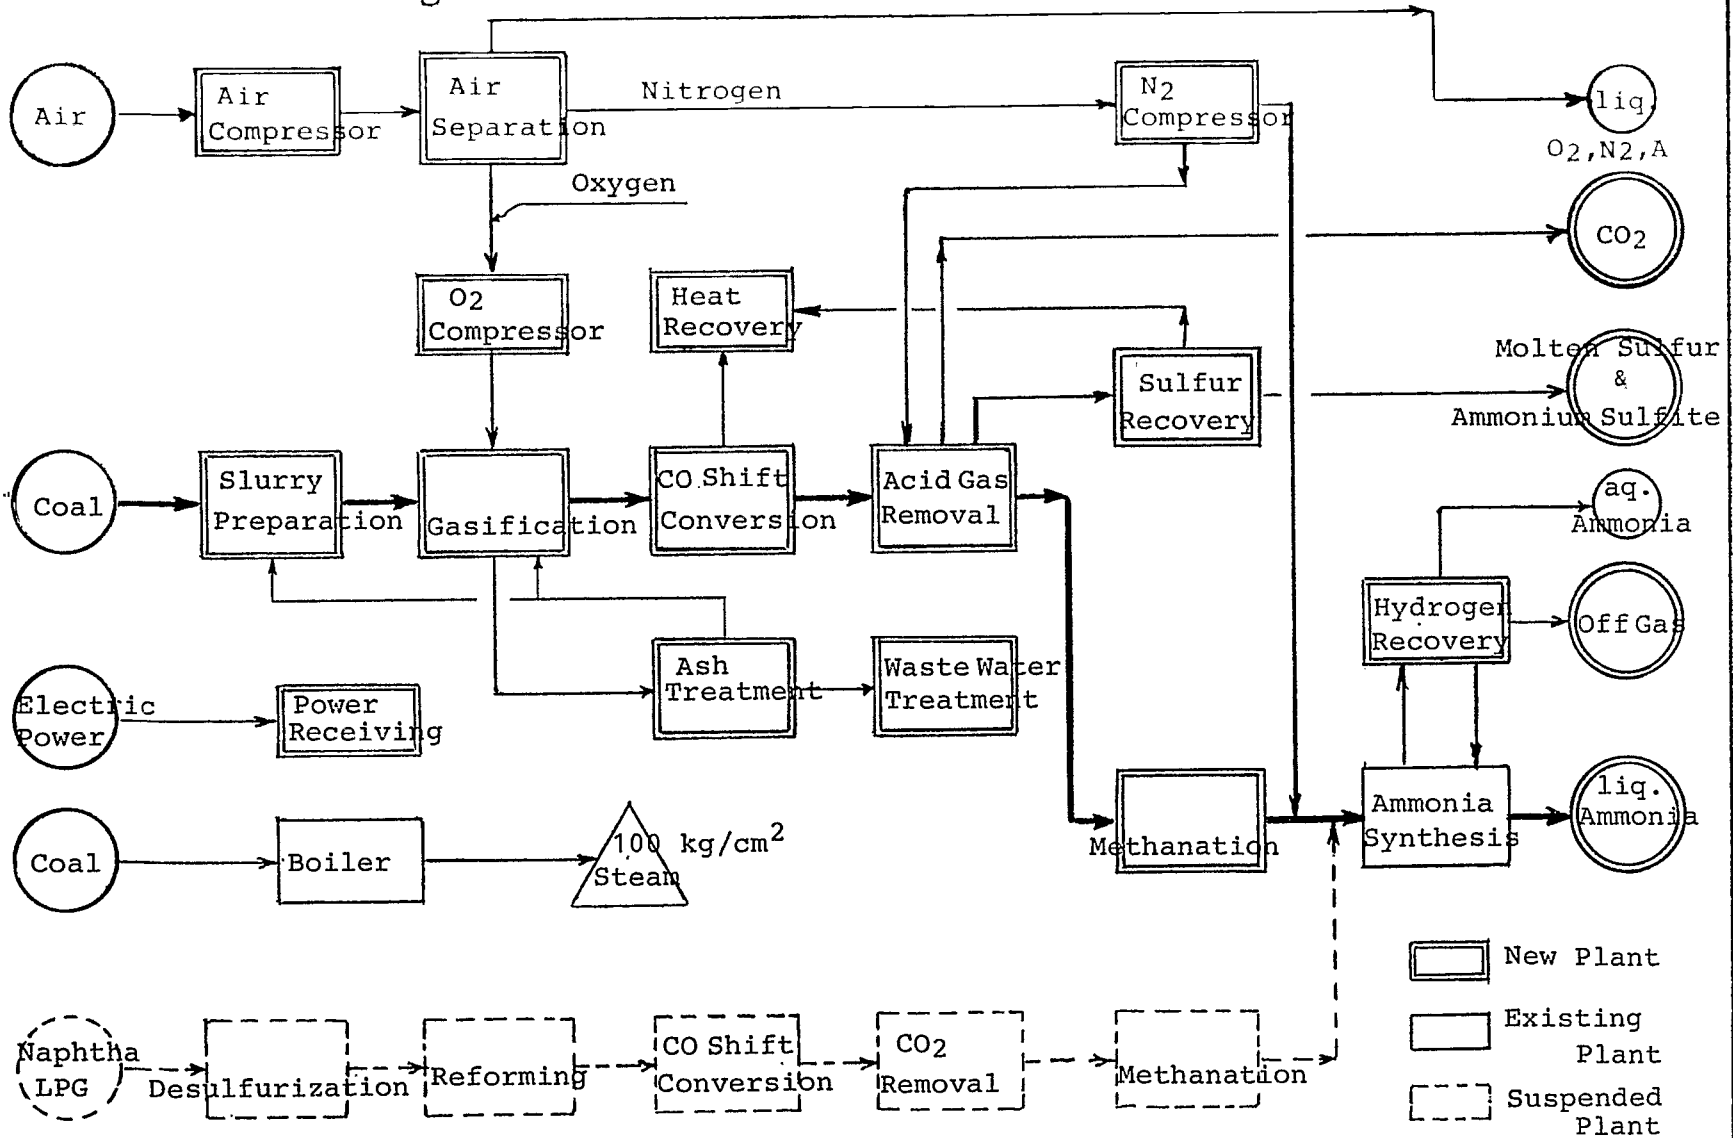 Air
Air
Compressor
Air
Separation
Nitrogen
N2
Compressor
liq.
O2,N2,A
Oxygen
CO2
O2
Compressor
Heat
Recovery
Sulfur
Recovery
Molten Sulfur
&
Ammonium Sulfite
Coal
Slurry
Preparation
Gasification
CO Shift
Conversion
Acid Gas
Removal
aq.
Ammonia
Hydrogen
Recovery
Off Gas
Ash
Treatment
Waste Water
Treatment
Electric
Power
Power
Receiving
Methanation
Ammonia
Synthesis
liq.
Ammonia
Coal
Boiler
100 kg/cm2
Steam
New Plant
Existing
Plant
Suspended
Plant
Naphtha
LPG
Desulfurization
Reforming
CO Shift
Conversion
CO2
Removal
Methanation